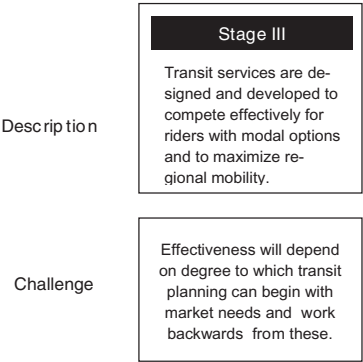 Stage III
Description
Transit services are de-
signed and developed to
compete effectively for
riders with modal options
and to maximize re-
gional mobility.
Challenge
Effectiveness will depend
on degree to which transit
planning can begin with
market needs and work
backwards from these.